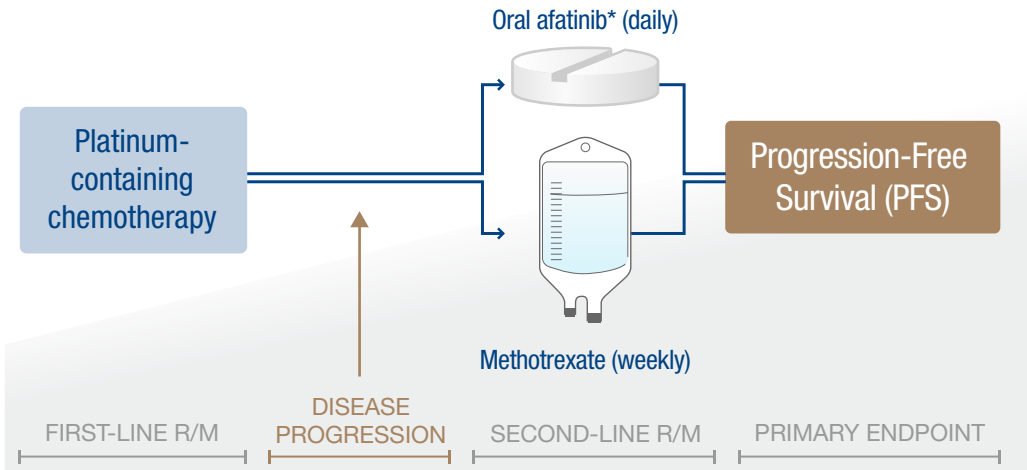 Oral afatinib* (daily)
Platinum-
containing
chemotherapy
Progression-Free
Survival (PFS)
Methotrexate (weekly)
FIRST-LINE R/M
DISEASE
PROGRESSION
SECOND-LINE R/M
PRIMARY ENDPOINT